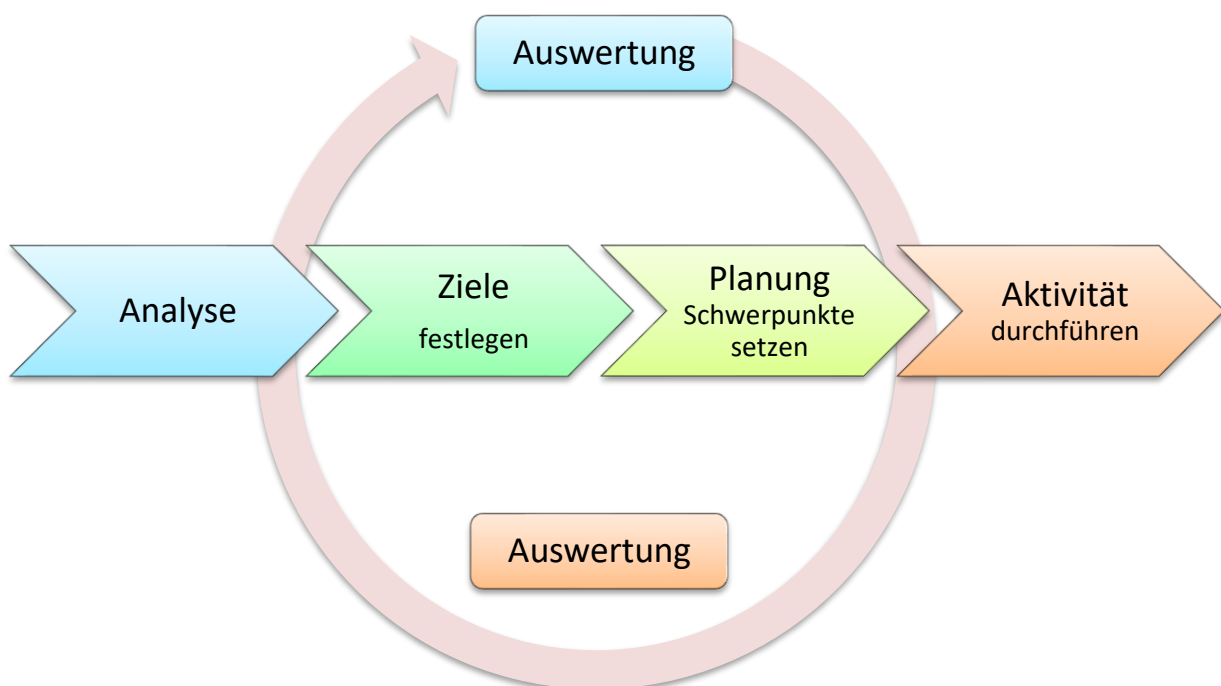 Auswertung
Analyse
Ziele
festlegen
Planung
Schwerpunkte
setzen
Aktivität
durchführen
Auswertung